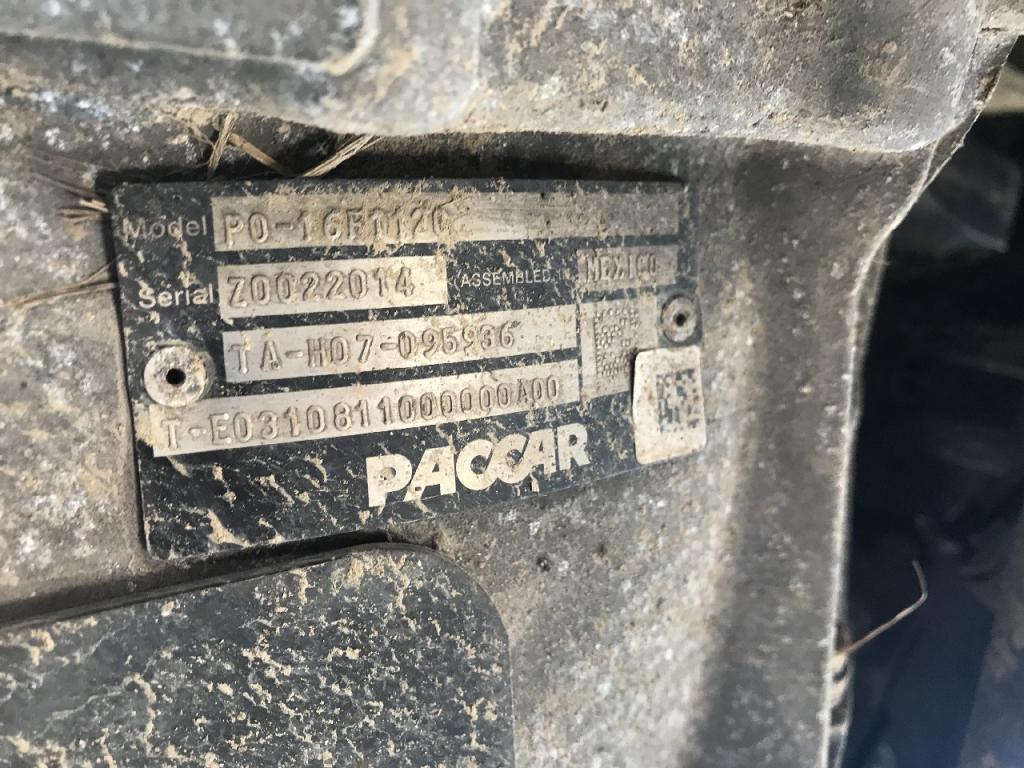 Model PO-16F112C
Serial Z0022014 (ASSEMBLED IN MEXICO
TA-H07-095936
T-E0310811000000A00
PACCAR